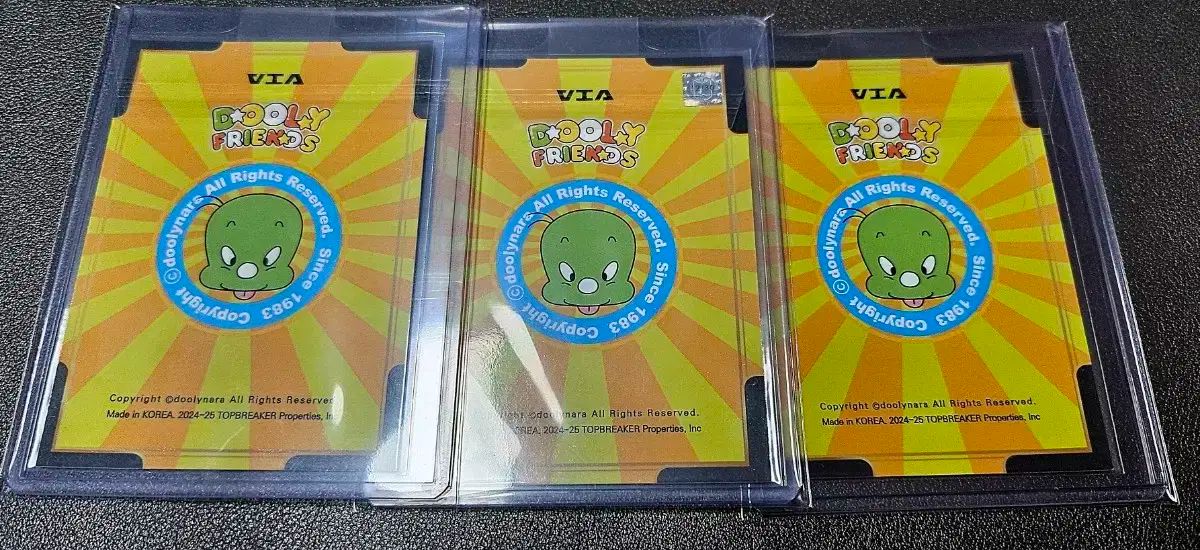 VIA
DOOLY
FRIENDS
Copyright ©doolynara All Rights Reserved. Since 1983
Copyright ©doolynara All Rights Reserved.
Made in KOREA. 2024-25 TOPBREAKER Properties, In
VIA
DOOLY
FRIENDS
Copyright ©doolynara All Rights Reserved. Since 1983
©doolynara All Rights Reserved.
2024-25 TOPBREAKER Properties, Inc
VIA
DOOLY
FRIENDS
Copyright ©doolynara All Rights Reserved. Since 1983
Copyright ©doolynara All Rights Reserved.
Made in KOREA. 2024-25 TOPBREAKER Properties, Inc